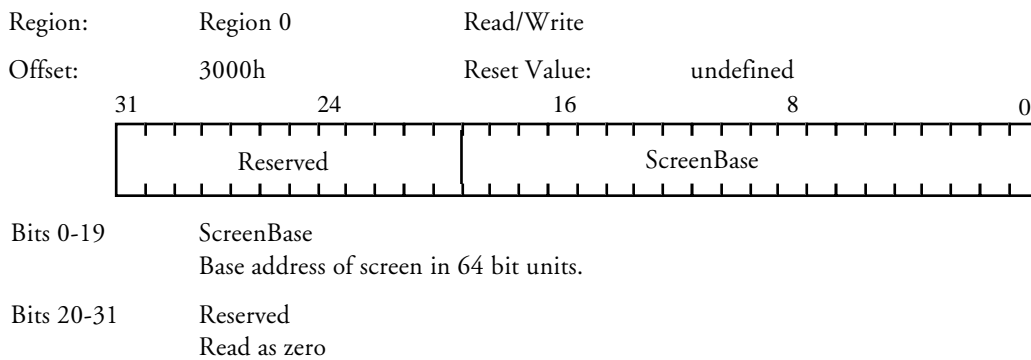 Region: Region 0 Read/Write
Offset: 3000h Reset Value: undefined
31 24 16 8 0
Reserved ScreenBase
Bits 0-19 ScreenBase
Base address of screen in 64 bit units.
Bits 20-31 Reserved
Read as zero